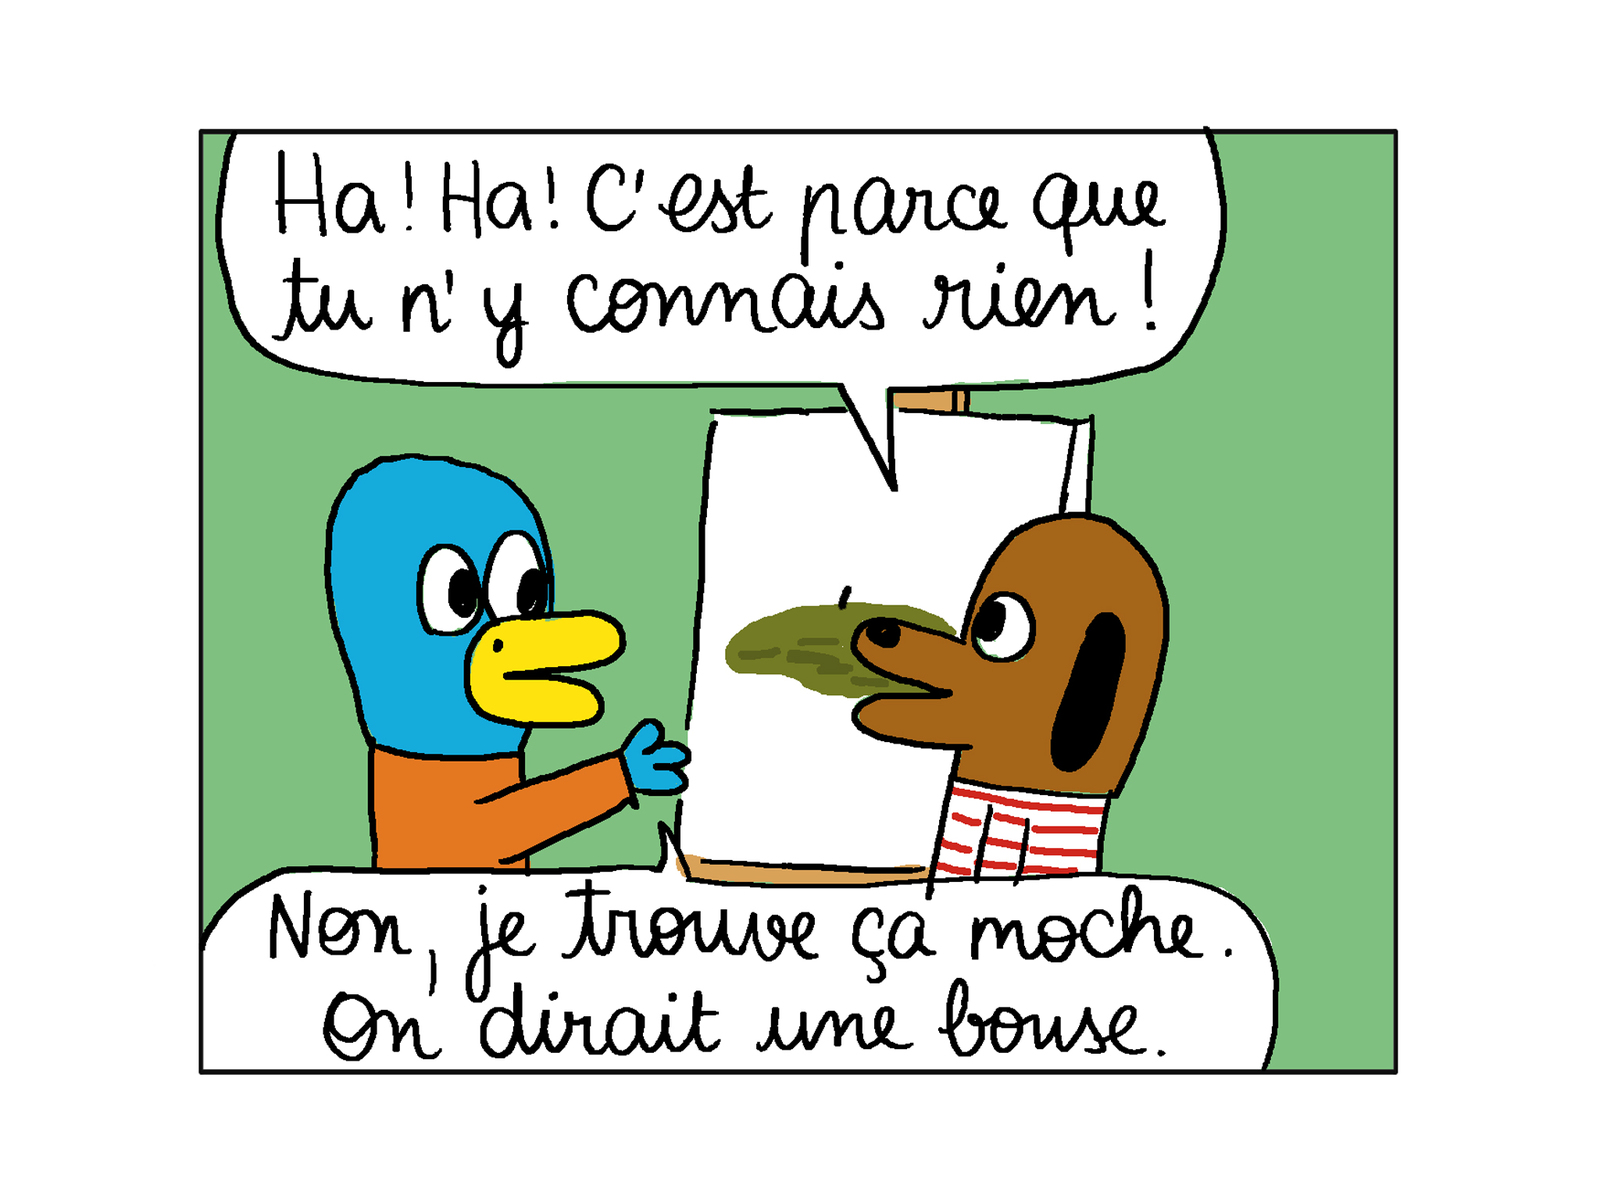 Ha ! Ha ! C'est parce que
tu n'y connais rien !
Non, je trouve ça moche.
On dirait une bouse.